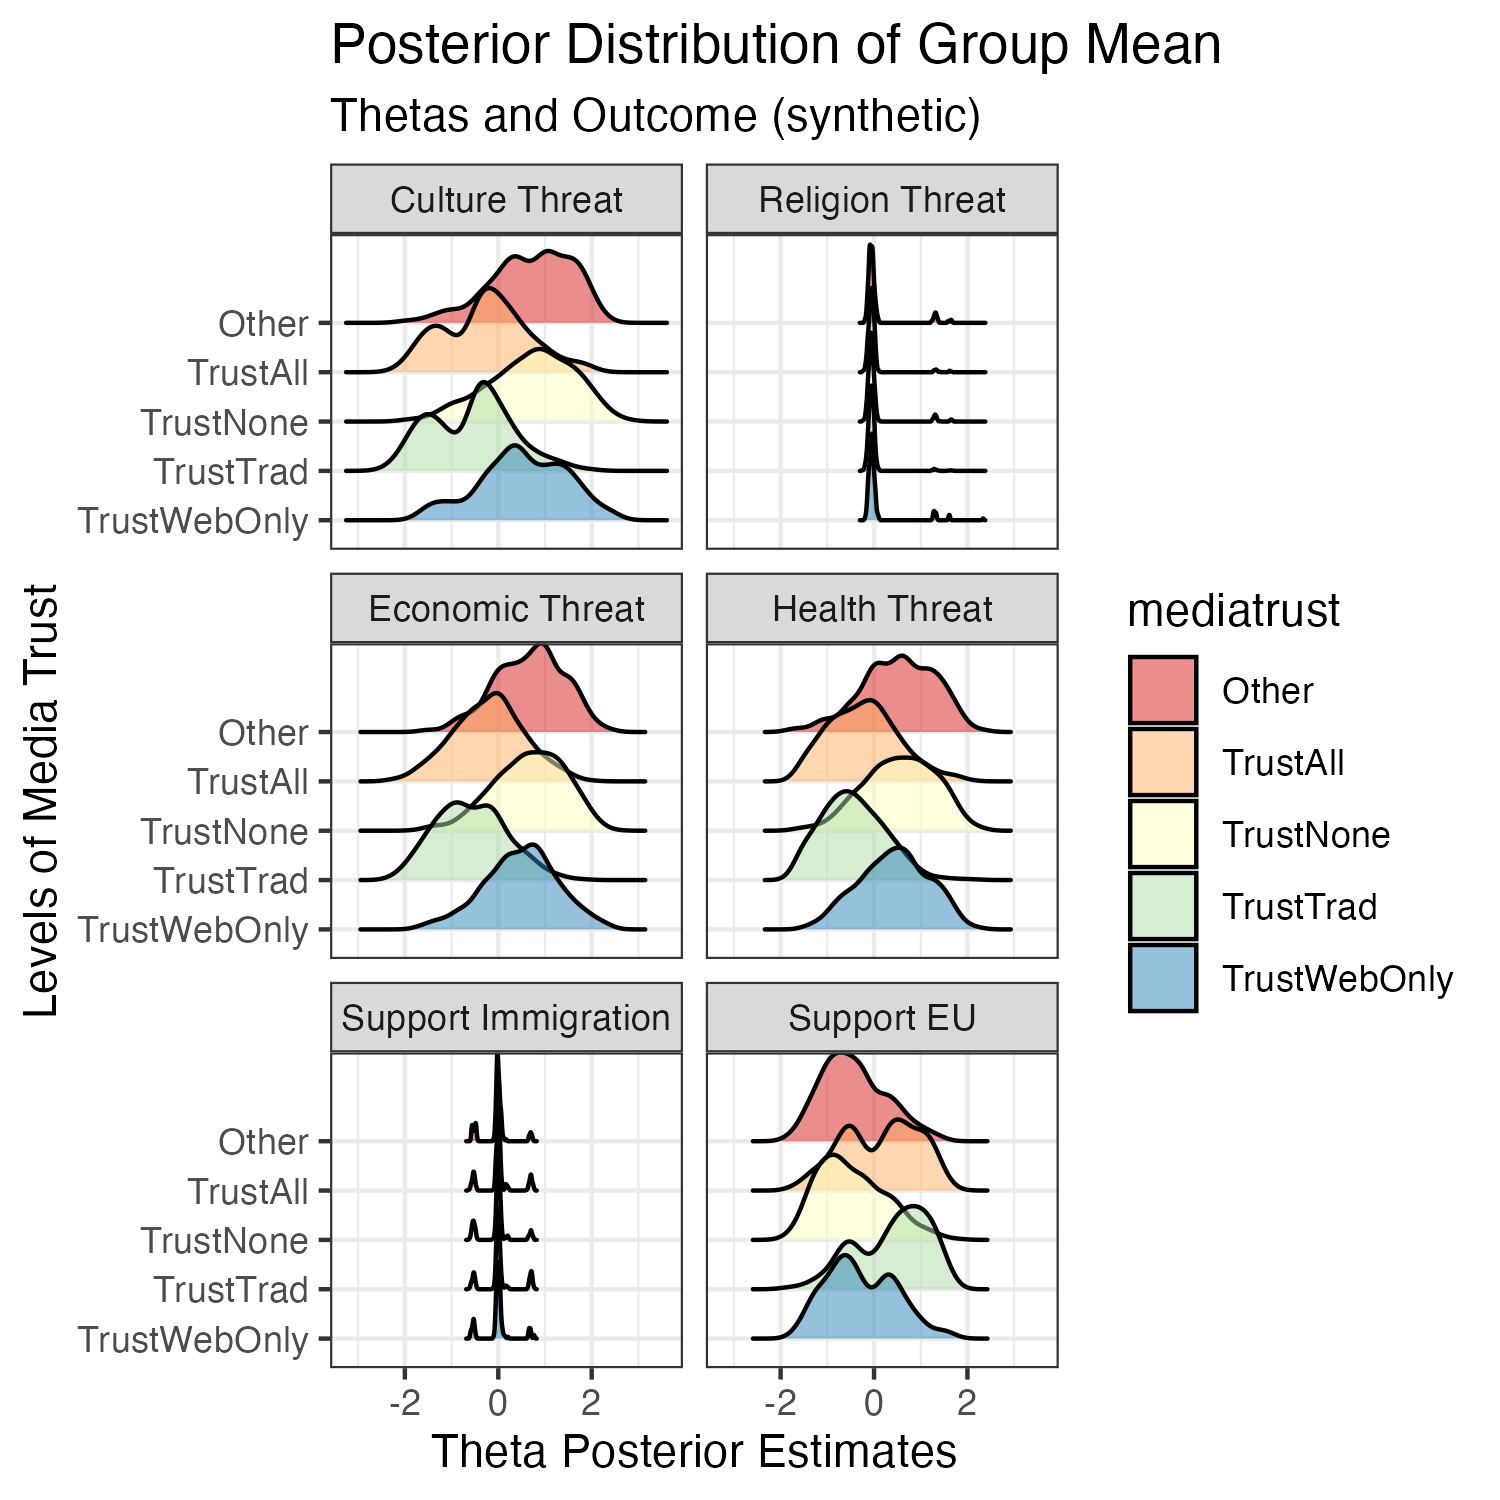 Posterior Distribution of Group Mean
Thetas and Outcome (synthetic)
Culture Threat
Religion Threat
Other
TrustAll
TrustNone
TrustTrad
TrustWebOnly
Economic Threat
Health Threat
Other
TrustAll
TrustNone
TrustTrad
TrustWebOnly
Support Immigration
Support EU
Other
TrustAll
TrustNone
TrustTrad
TrustWebOnly
-2 0 2
-2 0 2
Theta Posterior Estimates
Levels of Media Trust
mediatrust
Other
TrustAll
TrustNone
TrustTrad
TrustWebOnly